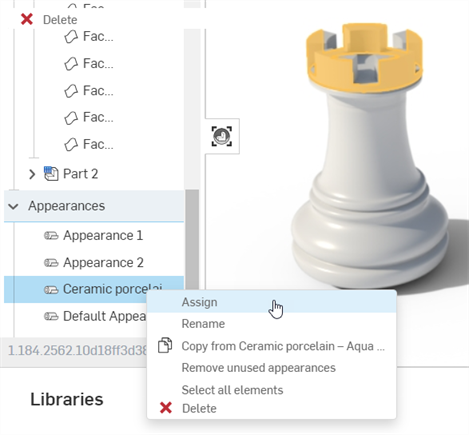 Fac...
Delete
Fac...
Fac...
Fac...
Fac...
Part 2
Appearances
Appearance 1
Appearance 2
Ceramic porcelai
Default Appea
1.184.2562.10d18ff3d38
Assign
Rename
Copy from Ceramic porcelain – Aqua ...
Remove unused appearances
Select all elements
Delete
Libraries